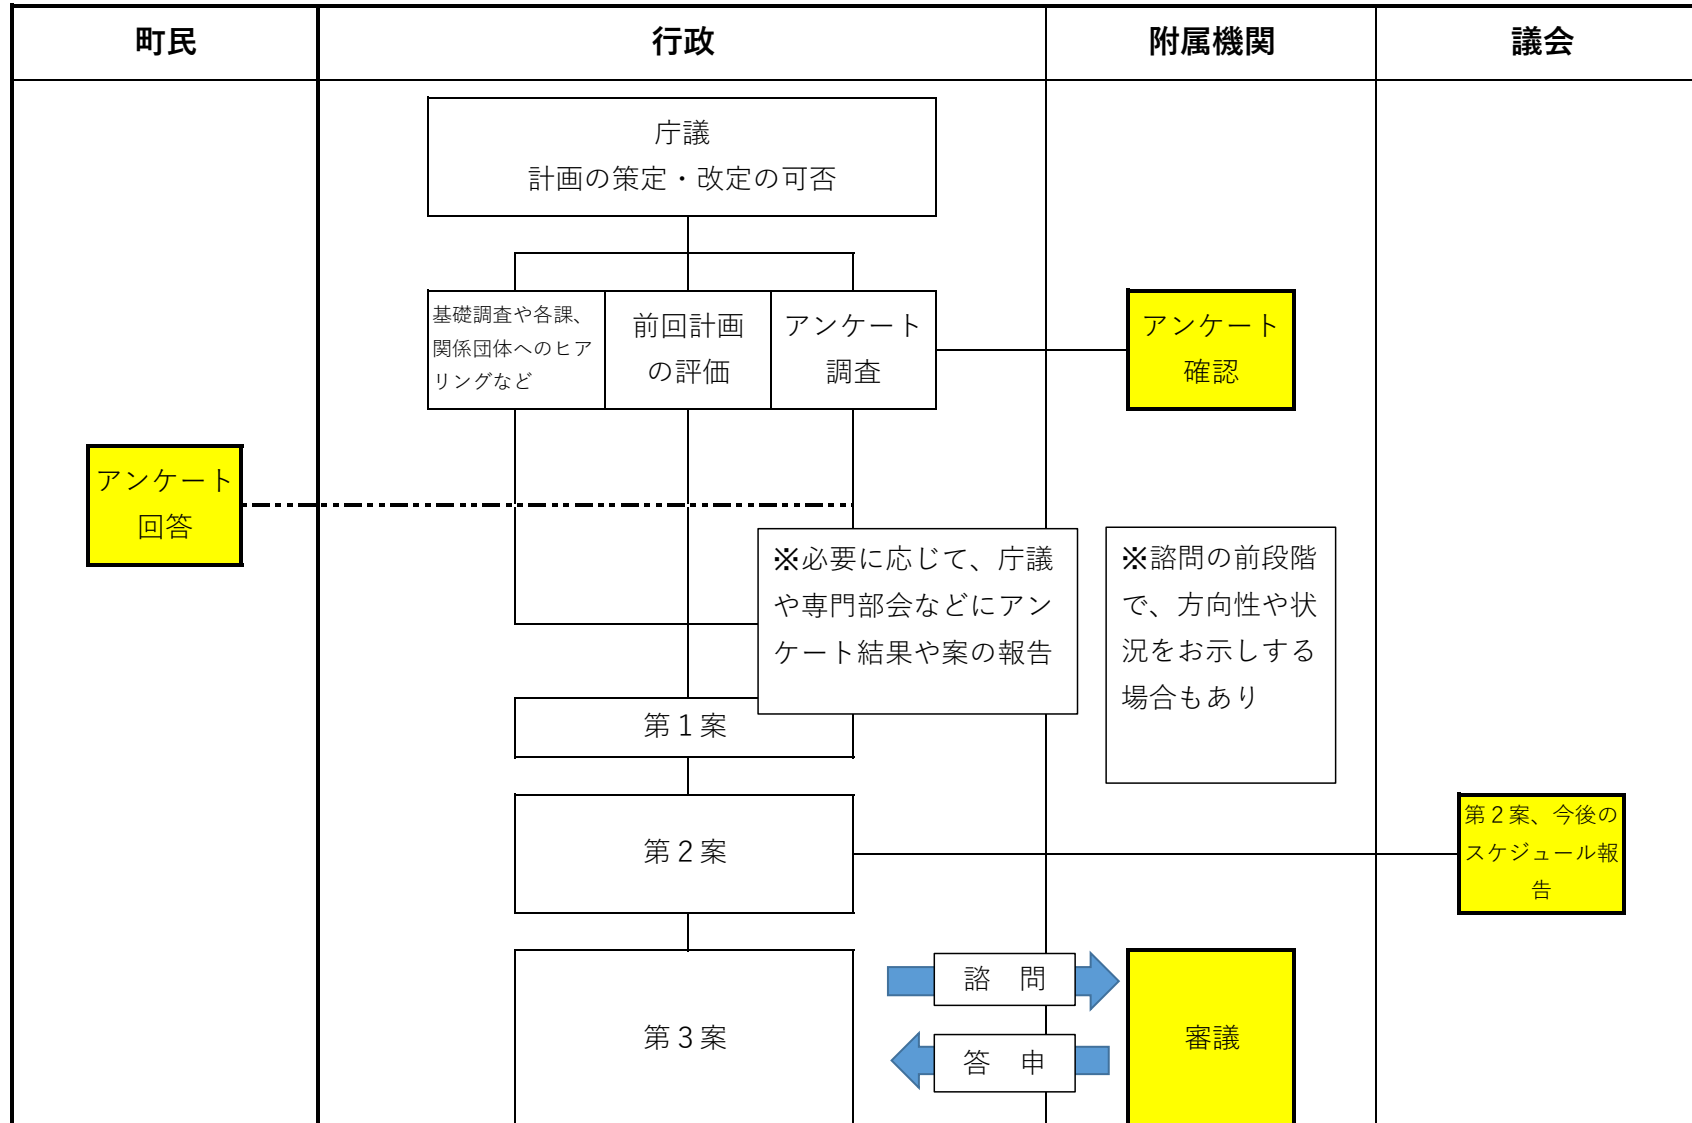 町民
行政
附属機関
議会
庁議
計画の策定・改定の可否
基礎調査や各課、
関係団体へのヒア
リングなど
前回計画
の評価
アンケート
調査
アンケート
確認
アンケート
回答
※必要に応じて、庁議
や専門部会などにアン
ケート結果や案の報告
※諮問の前段階
で、方向性や状
況をお示しする
場合もあり
第１案
第２案
第２案、今後の
スケジュール報
告
第３案
諮　問
答　申
審議